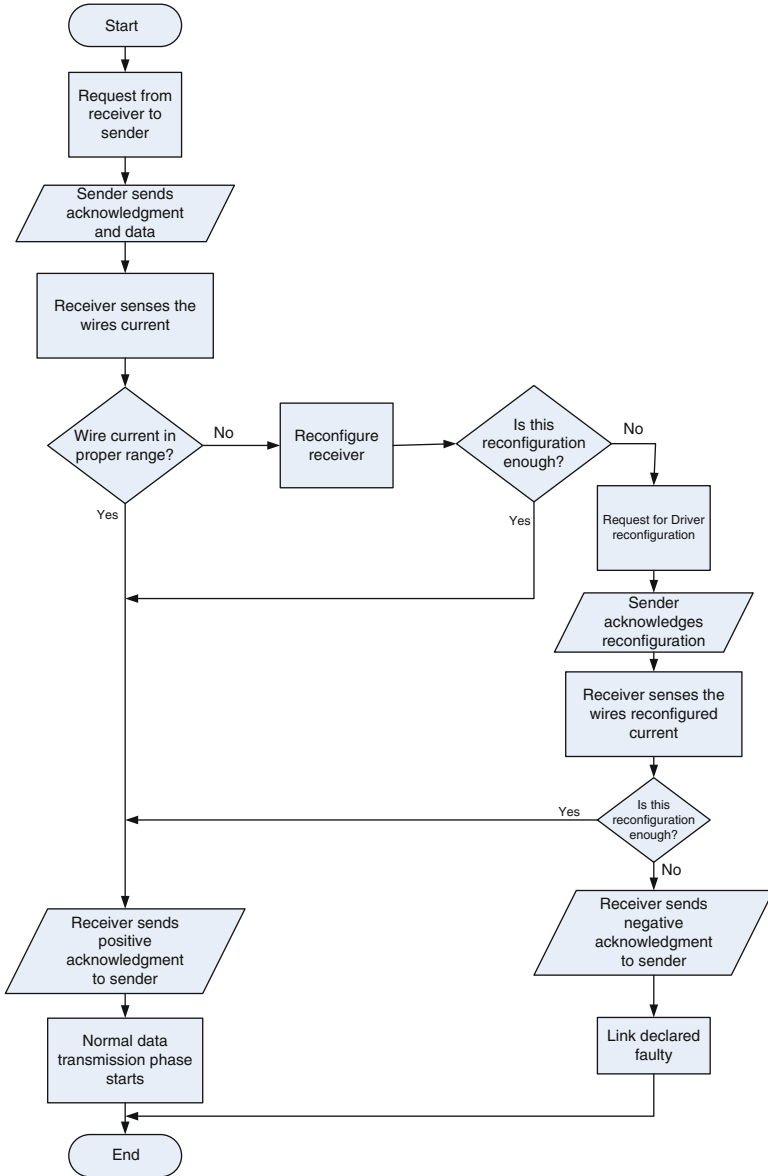 Start
Request from
receiver to
sender
Sender sends
acknowledgment
and data
Receiver senses the
wires current
Wire current in
proper range?
No
Reconfigure
receiver
Is this
reconfiguration
enough?
No
Yes
Yes
Request for Driver
reconfiguration
Sender
acknowledges
reconfiguration
Receiver senses the
wires reconfigured
current
Is this
reconfiguration
enough?
Yes
No
Receiver sends
positive
acknowledgment
to sender
Receiver sends
negative
acknowledgment
to sender
Normal data
transmission phase
starts
Link declared
faulty
End